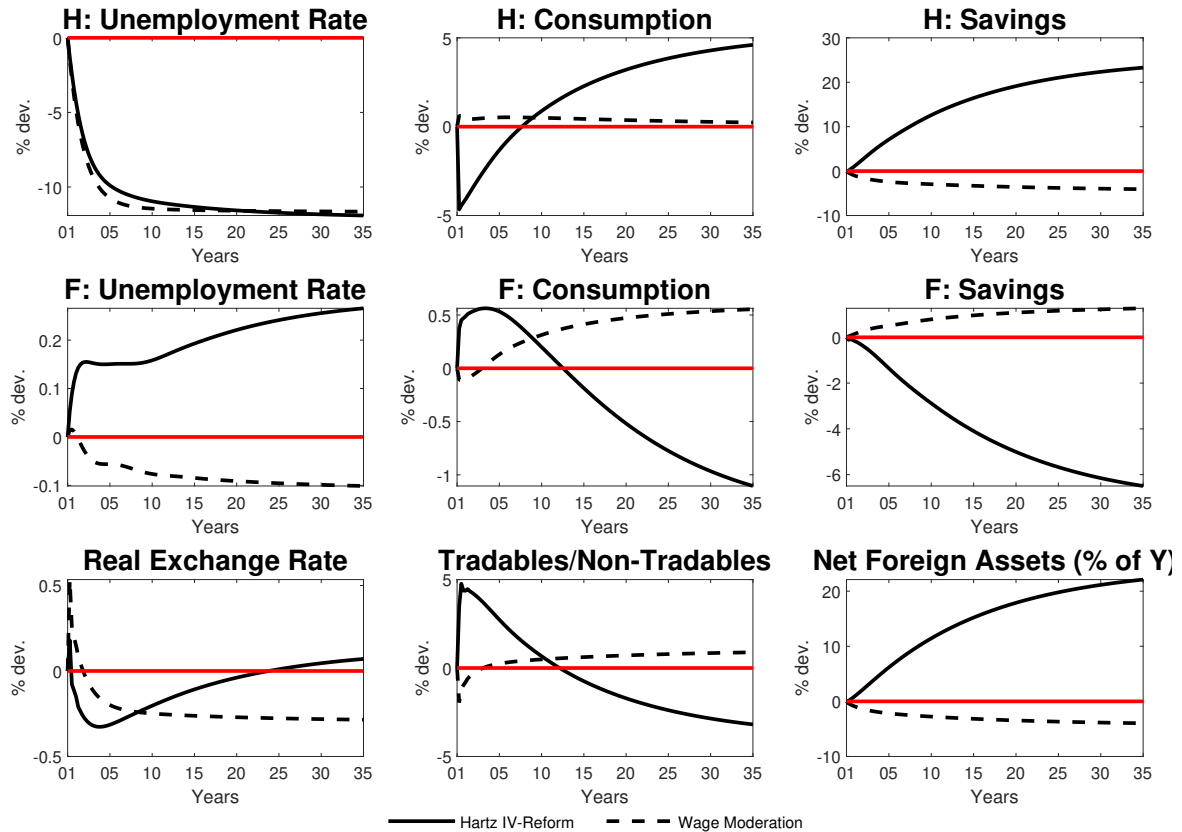 H: Unemployment Rate
0
-5
-10
% dev.
01 05 10 15 20 25 30 35
Years
H: Consumption
5
0
-5
% dev.
01 05 10 15 20 25 30 35
Years
H: Savings
30
20
10
0
-10
% dev.
01 05 10 15 20 25 30 35
Years
F: Unemployment Rate
0.2
0.1
0
-0.1
% dev.
01 05 10 15 20 25 30 35
Years
F: Consumption
0.5
0
-0.5
-1
% dev.
01 05 10 15 20 25 30 35
Years
F: Savings
0
-2
-4
-6
% dev.
01 05 10 15 20 25 30 35
Years
Real Exchange Rate
0.5
0
-0.5
% dev.
01 05 10 15 20 25 30 35
Years
Tradables/Non-Tradables
5
0
-5
% dev.
01 05 10 15 20 25 30 35
Years
Net Foreign Assets (% of Y)
20
10
0
-10
% dev.
01 05 10 15 20 25 30 35
Years
Hartz IV-Reform Wage Moderation